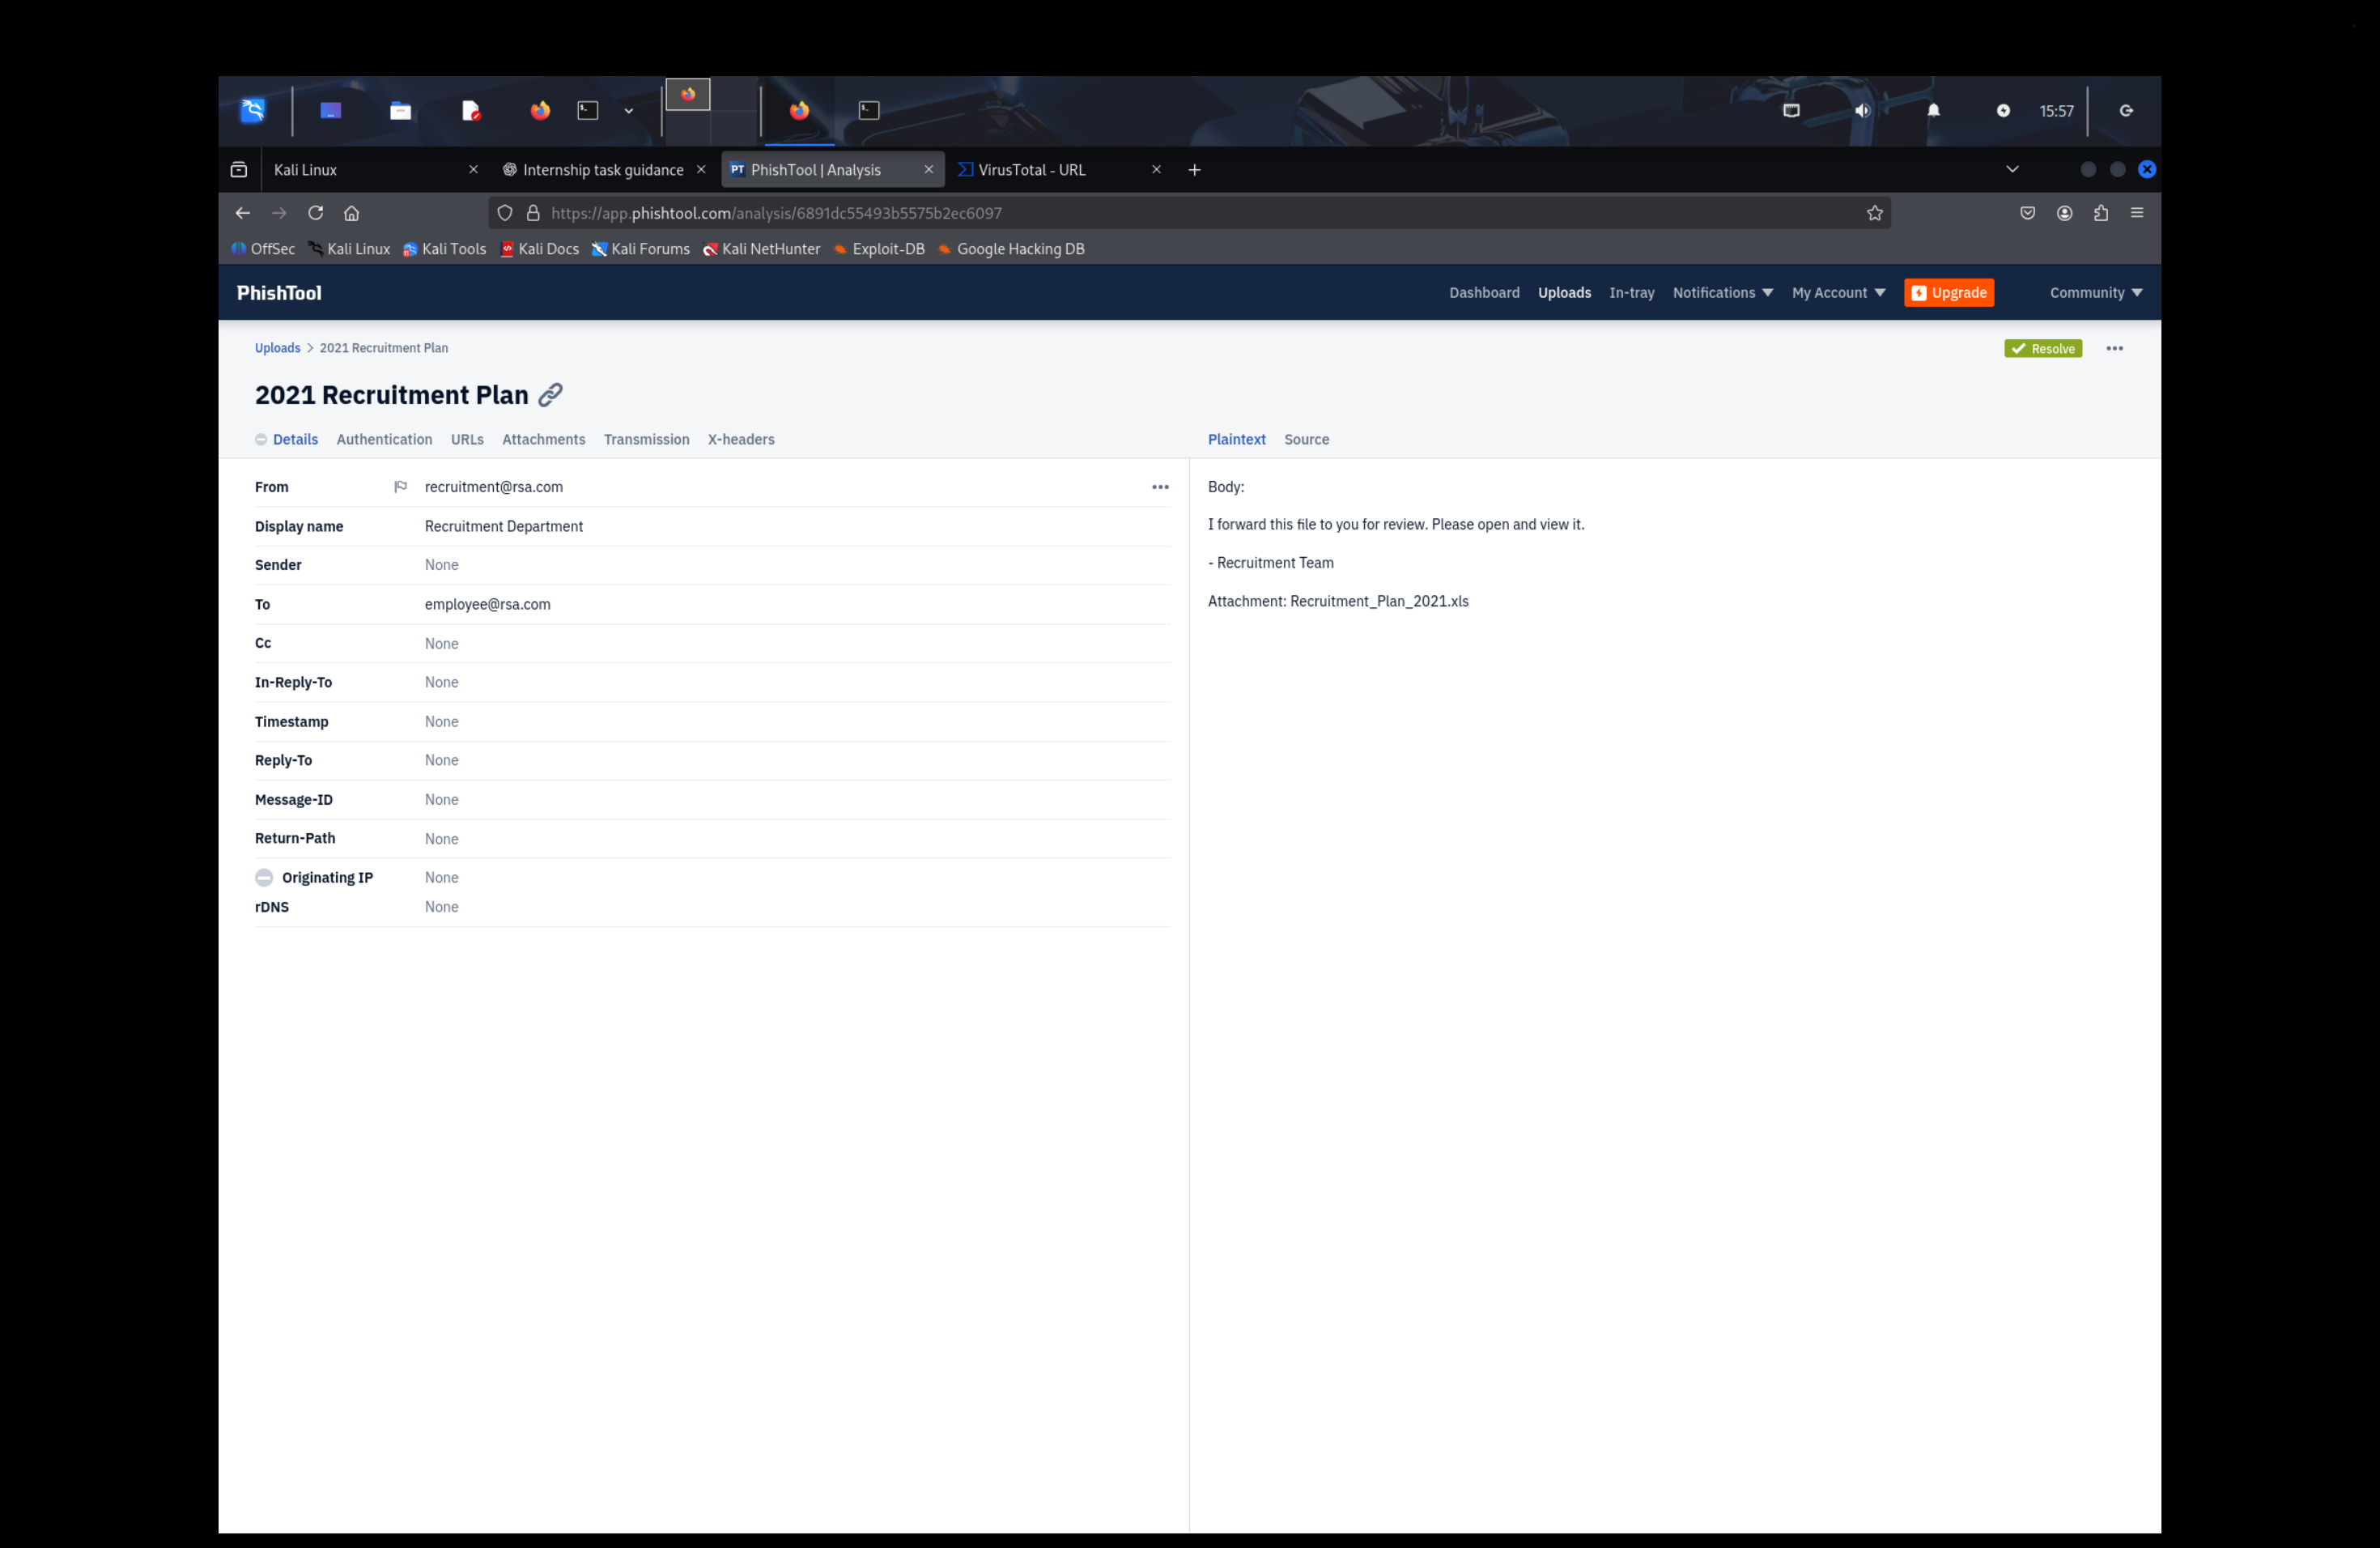 15:57
Kali Linux
Internship task guidance
PT PhishTool | Analysis
VirusTotal - URL
https://app.phishtool.com/analysis/6891dc55493b5575b2ec6097
OffSec Kali Linux Kali Tools Kali Docs Kali Forums Kali NetHunter Exploit-DB Google Hacking DB
PhishTool Dashboard Uploads In-tray Notifications My Account Upgrade Community
Uploads > 2021 Recruitment Plan Resolve
2021 Recruitment Plan
Details Authentication URLs Attachments Transmission X-headers
From recruitment@rsa.com
Display name Recruitment Department
Sender None
To employee@rsa.com
Cc None
In-Reply-To None
Timestamp None
Reply-To None
Message-ID None
Return-Path None
Originating IP None
rDNS None
Plaintext Source
Body:
I forward this file to you for review. Please open and view it.
- Recruitment Team
Attachment: Recruitment_Plan_2021.xls